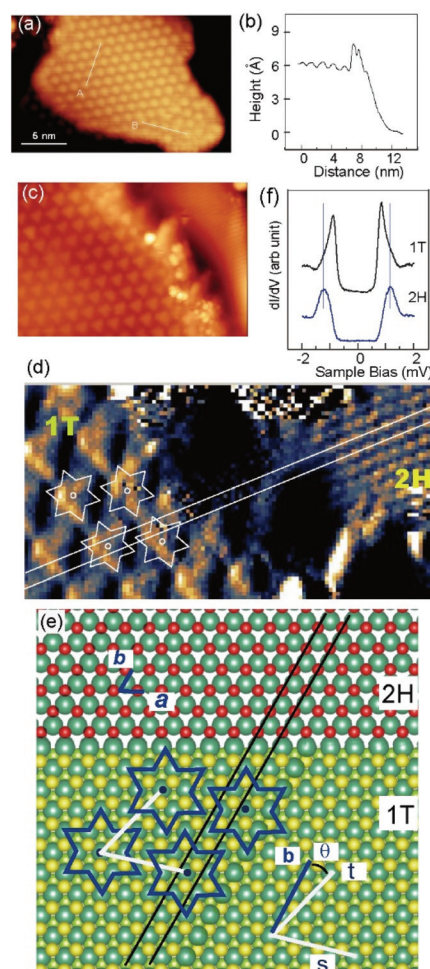 (a)
A
B
5 nm
(b)
Height (Å)
9
6
3
0
0 4 8 12
Distance (nm)
(c)
(f)
dI/dV (arb unit)
1T
2H
-2 0 2
Sample Bias (mV)
(d)
1T
2H
(e)
b
a
2H
1T
b θ t
s